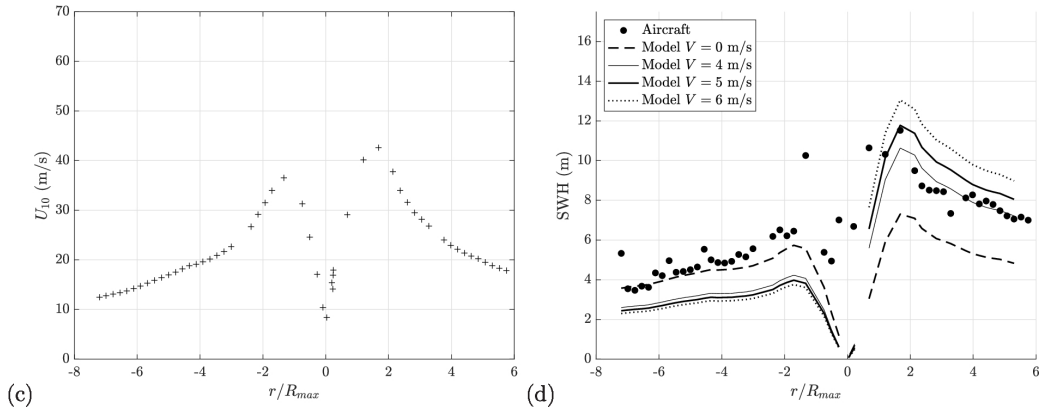 70
60
50
40
30
20
10
0
U10 (m/s)
-8 -6 -4 -2 0 2 4 6
r/Rmax
(c)
16
14
12
10
8
6
4
2
0
SWH (m)
Aircraft
Model V = 0 m/s
Model V = 4 m/s
Model V = 5 m/s
Model V = 6 m/s
-8 -6 -4 -2 0 2 4 6
r/Rmax
(d)